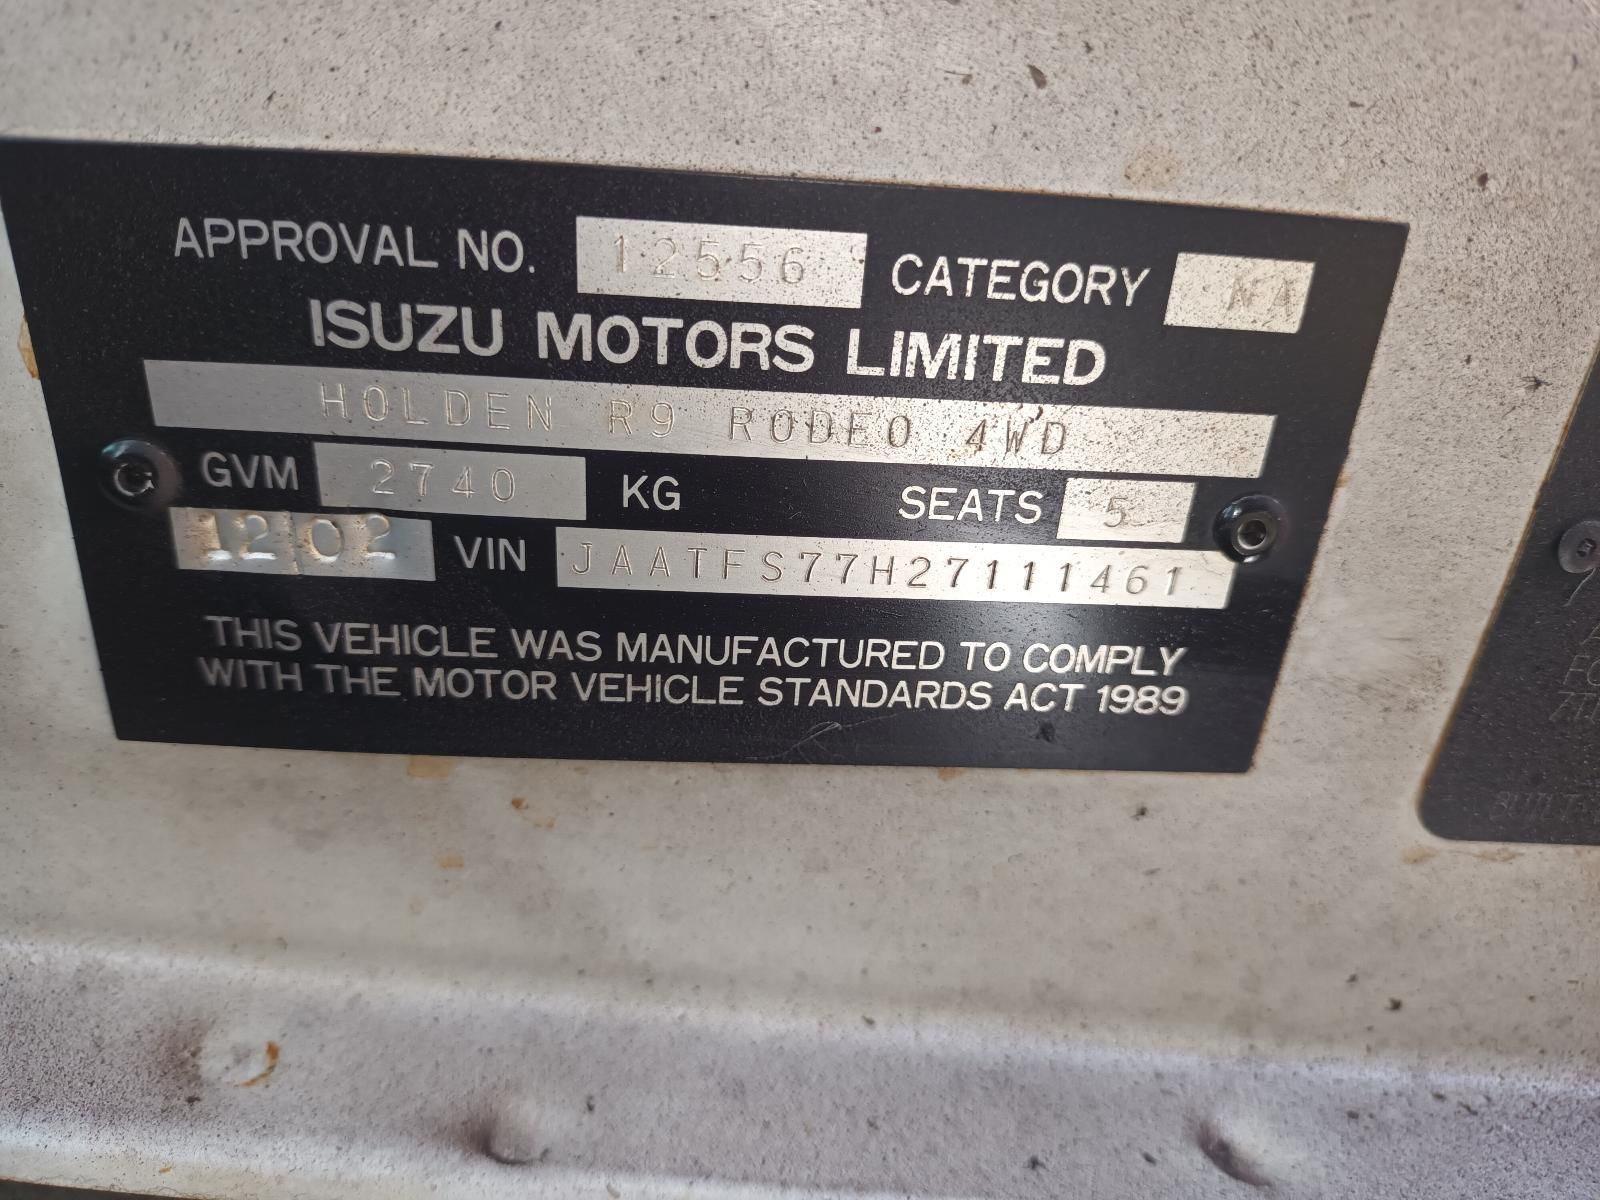 APPROVAL NO. 12556 CATEGORY NA
ISUZU MOTORS LIMITED
HOLDEN R9 RODEO 4WD
GVM 2740 KG SEATS 5
12 02 VIN JAATFS77H27111461
THIS VEHICLE WAS MANUFACTURED TO COMPLY
WITH THE MOTOR VEHICLE STANDARDS ACT 1989